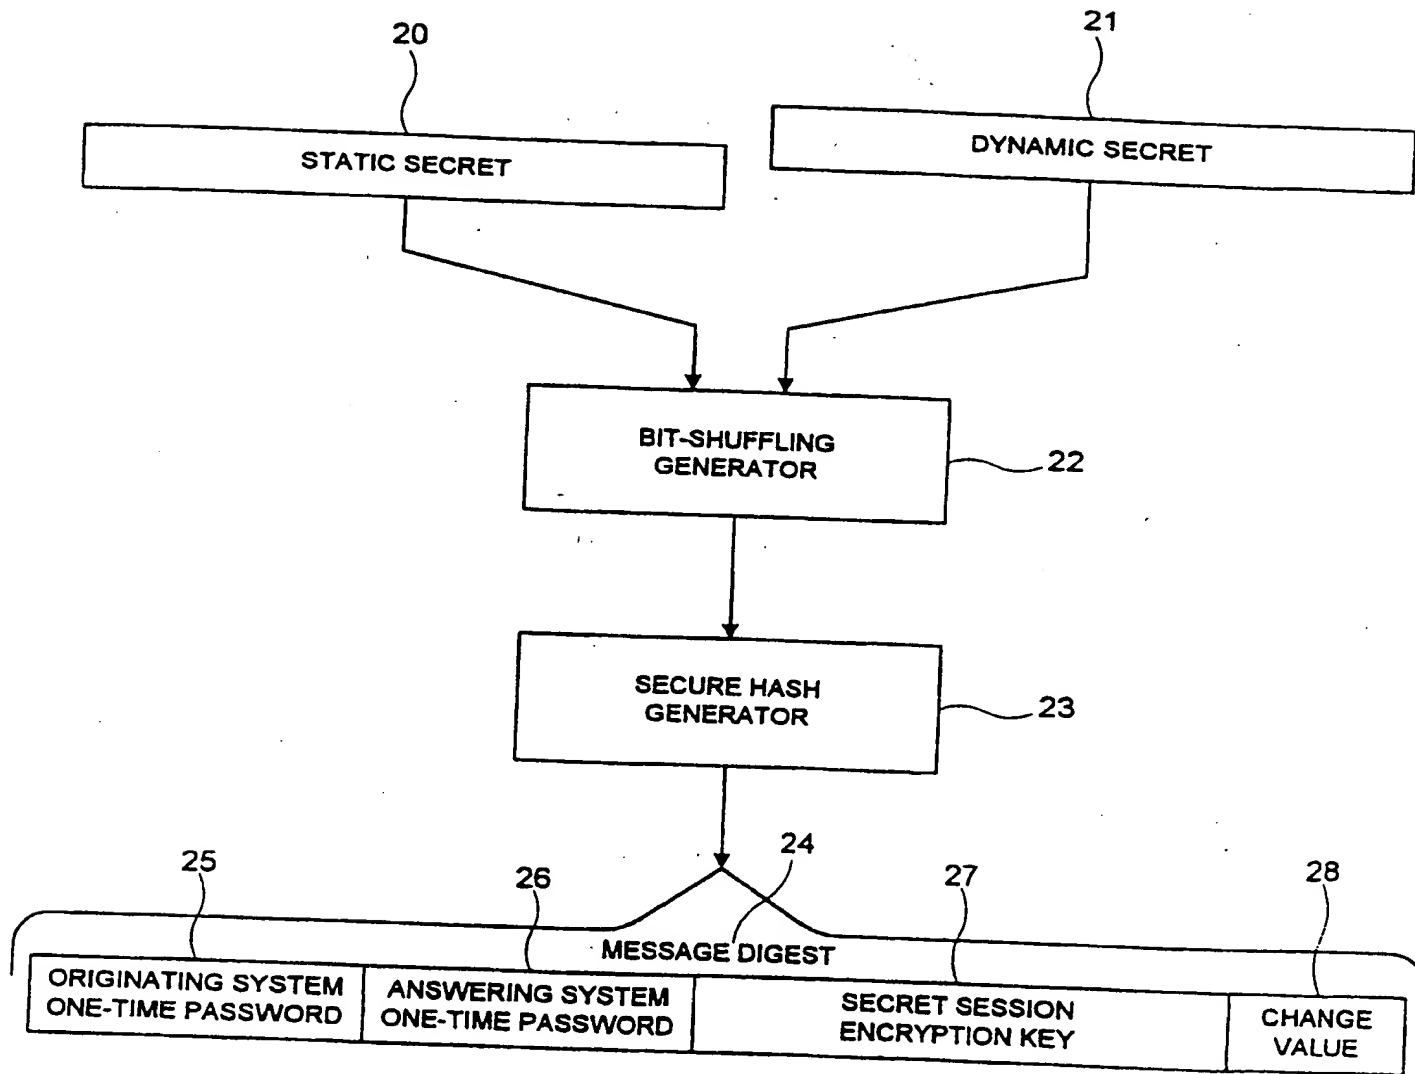 20
21
STATIC SECRET
DYNAMIC SECRET
BIT-SHUFFLING
GENERATOR
22
SECURE HASH
GENERATOR
23
24
25
26
27
28
MESSAGE DIGEST
ORIGINATING SYSTEM
ONE-TIME PASSWORD
ANSWERING SYSTEM
ONE-TIME PASSWORD
SECRET SESSION
ENCRYPTION KEY
CHANGE
VALUE